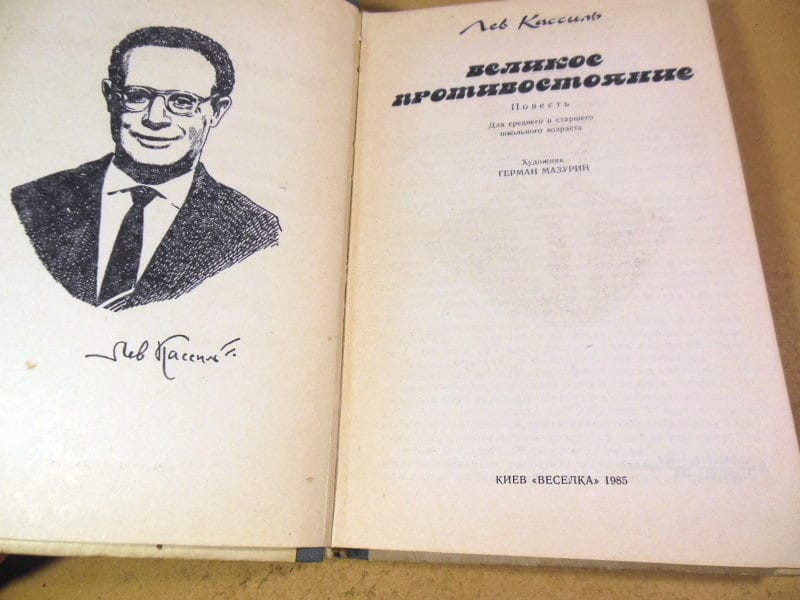 Лев Кассиль
Лев Кассиль
великое
противостояние
Повесть
Для среднего и старшего
школьного возраста
Художник
ГЕРМАН МАЗУРИН
КИЕВ «ВЕСЕЛКА» 1985